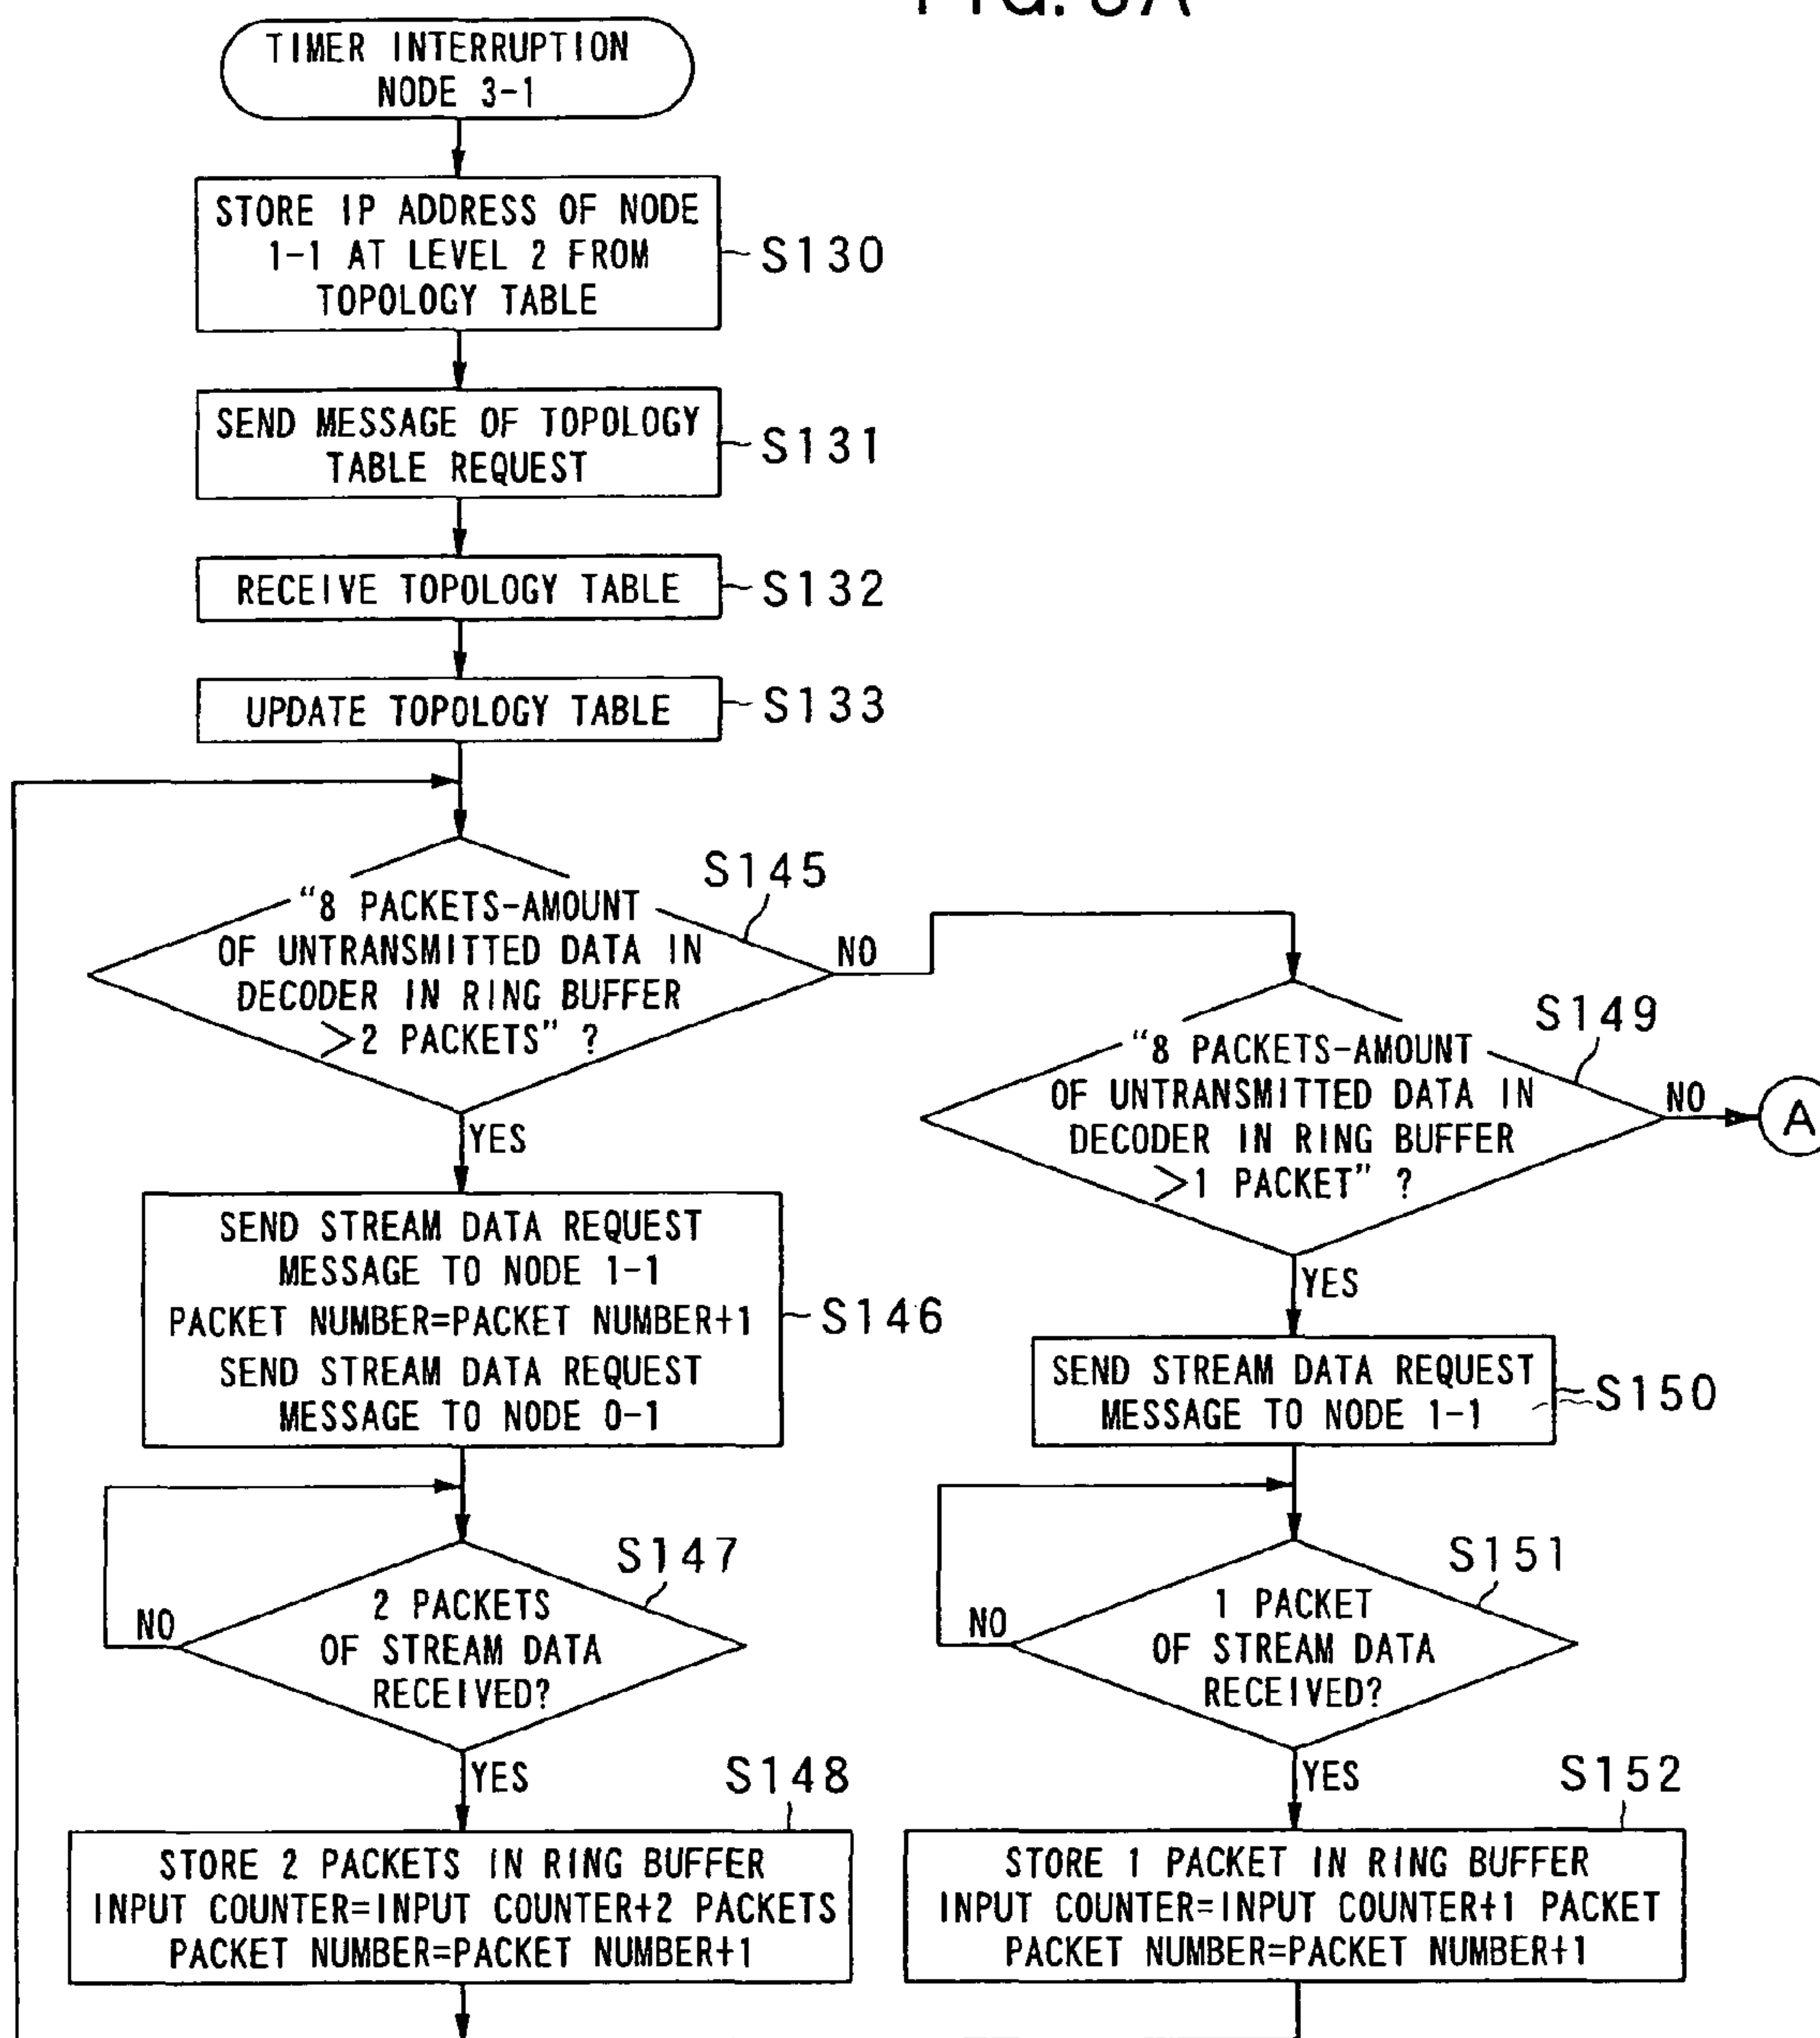 TIMER INTERRUPTION
NODE 3-1
STORE IP ADDRESS OF NODE
1-1 AT LEVEL 2 FROM
TOPOLOGY TABLE
S130
SEND MESSAGE OF TOPOLOGY
TABLE REQUEST
S131
RECEIVE TOPOLOGY TABLE
S132
UPDATE TOPOLOGY TABLE
S133
S145
“8 PACKETS-AMOUNT
OF UNTRANSMITTED DATA IN
DECODER IN RING BUFFER
>2 PACKETS” ?
NO
YES
S149
“8 PACKETS-AMOUNT
OF UNTRANSMITTED DATA IN
DECODER IN RING BUFFER
>1 PACKET” ?
NO
A
YES
SEND STREAM DATA REQUEST
MESSAGE TO NODE 1-1
PACKET NUMBER=PACKET NUMBER+1
SEND STREAM DATA REQUEST
MESSAGE TO NODE 0-1
S146
SEND STREAM DATA REQUEST
MESSAGE TO NODE 1-1
S150
S147
2 PACKETS
OF STREAM DATA
RECEIVED?
NO
YES
S151
1 PACKET
OF STREAM DATA
RECEIVED?
NO
YES
S148
STORE 2 PACKETS IN RING BUFFER
INPUT COUNTER=INPUT COUNTER+2 PACKETS
PACKET NUMBER=PACKET NUMBER+1
S152
STORE 1 PACKET IN RING BUFFER
INPUT COUNTER=INPUT COUNTER+1 PACKET
PACKET NUMBER=PACKET NUMBER+1